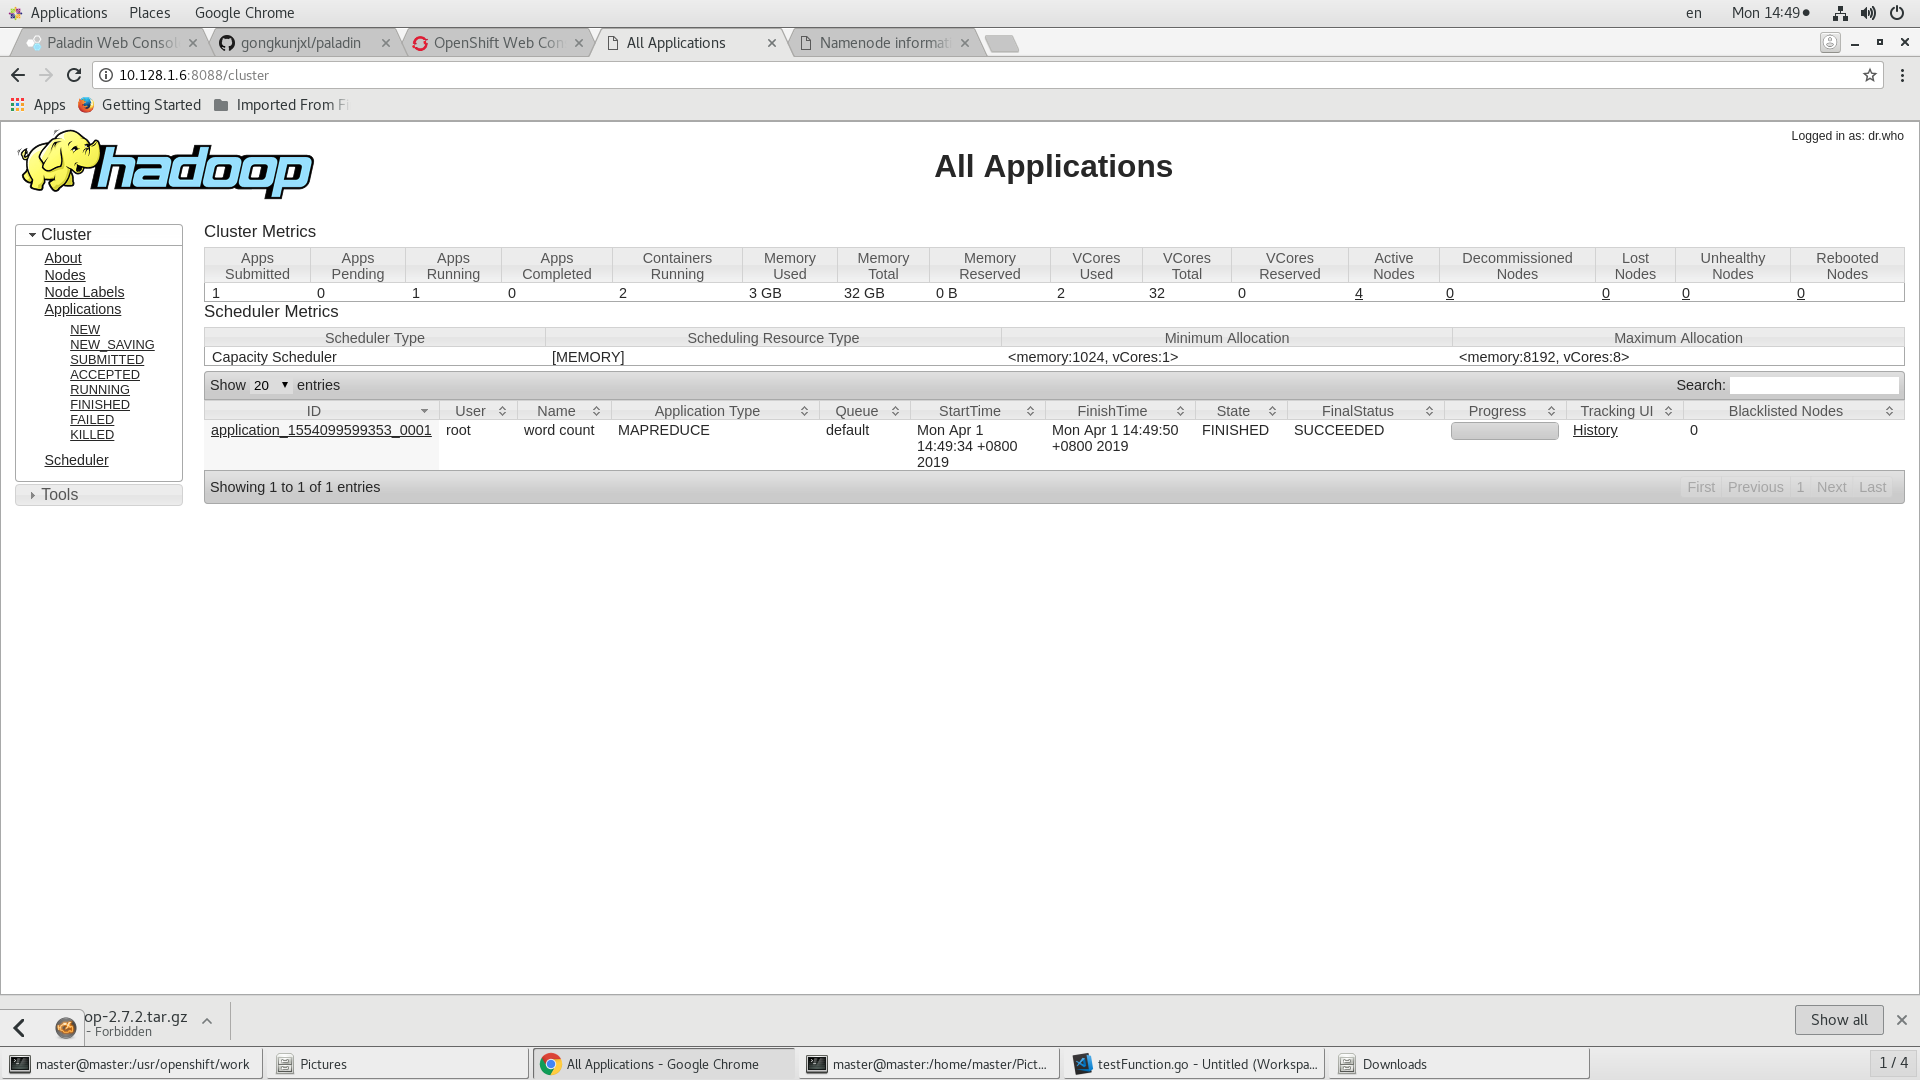 Applications Places Google Chrome en Mon 14:49
Paladin Web Consol gongkunjxl/paladin OpenShift Web Con All Applications Namenode informat
10.128.1.6:8088/cluster
Apps Getting Started Imported From Fi
Logged in as: dr.who
hadoop
All Applications
Cluster
About
Nodes
Node Labels
Applications
NEW
NEW_SAVING
SUBMITTED
ACCEPTED
RUNNING
FINISHED
FAILED
KILLED
Scheduler
Tools
Cluster Metrics
Apps Submitted Apps Pending Apps Running Apps Completed Containers Running Memory Used Memory Total Memory Reserved VCores Used VCores Total VCores Reserved Active Nodes Decommissioned Nodes Lost Nodes Unhealthy Nodes Rebooted Nodes
1 0 1 0 2 3 GB 32 GB 0 B 2 32 0 4 0 0 0 0
Scheduler Metrics
Scheduler Type Scheduling Resource Type Minimum Allocation Maximum Allocation
Capacity Scheduler [MEMORY] <memory:1024, vCores:1> <memory:8192, vCores:8>
Show 20 entries Search:
ID User Name Application Type Queue StartTime FinishTime State FinalStatus Progress Tracking UI Blacklisted Nodes
application_1554099599353_0001 root word count MAPREDUCE default Mon Apr 1 14:49:34 +0800 2019 Mon Apr 1 14:49:50 +0800 2019 FINISHED SUCCEEDED History 0
Showing 1 to 1 of 1 entries First Previous 1 Next Last
op-2.7.2.tar.gz
- Forbidden
Show all
master@master:/usr/openshift/work Pictures All Applications - Google Chrome master@master:/home/master/Pict... testFunction.go - Untitled (Workspa... Downloads 1 / 4